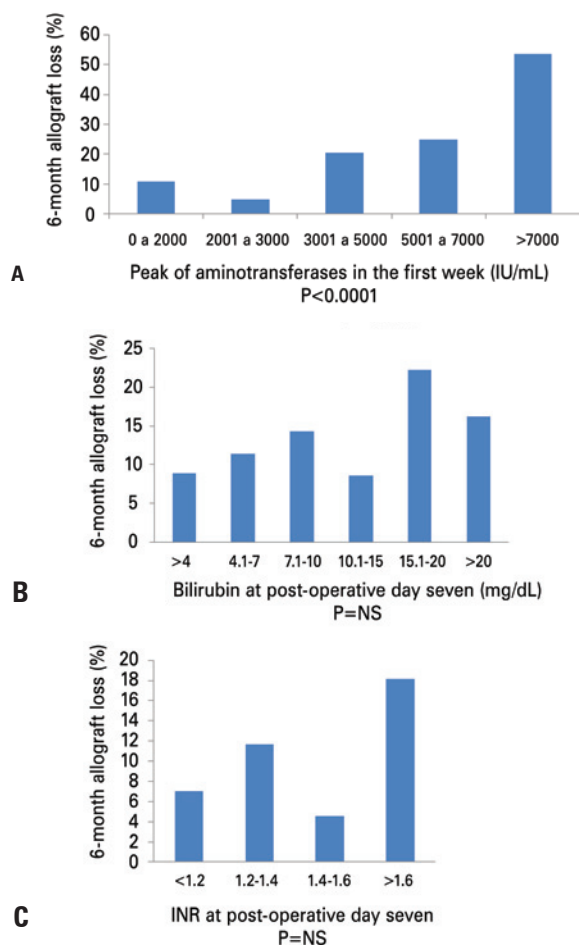 6-month allograft loss (%)
60
50
40
30
20
10
0
0 a 2000 2001 a 3000 3001 a 5000 5001 a 7000 >7000
A
Peak of aminotransferases in the first week (IU/mL)
P<0.0001
6-month allograft loss (%)
25
20
15
10
5
0
>4 4.1-7 7.1-10 10.1-15 15.1-20 >20
B
Bilirubin at post-operative day seven (mg/dL)
P=NS
6-month allograft loss (%)
20
18
16
14
12
10
8
6
4
2
0
<1.2 1.2-1.4 1.4-1.6 >1.6
C
INR at post-operative day seven
P=NS